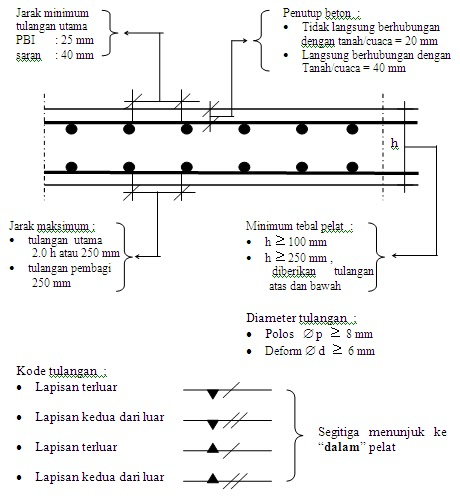 Jarak minimum
tulangan utama
PBI : 25 mm
saran : 40 mm
Penutup beton :
• Tidak langsung berhubungan
dengan tanah/cuaca = 20 mm
• Langsung berhubungan dengan
Tanah/cuaca = 40 mm
h
Jarak maksimum :
• tulangan utama
2.0 h atau 250 mm
• tulangan pembagi
250 mm
Minimum tebal pelat :
• h ≥ 100 mm
• h ≥ 250 mm ,
diberikan tulangan
atas dan bawah
Diameter tulangan :
• Polos ∅ p ≥ 8 mm
• Deform ∅ d ≥ 6 mm
Kode tulangan :
• Lapisan terluar
• Lapisan kedua dari luar
• Lapisan terluar
• Lapisan kedua dari luar
Segitiga menunjuk ke
“dalam” pelat